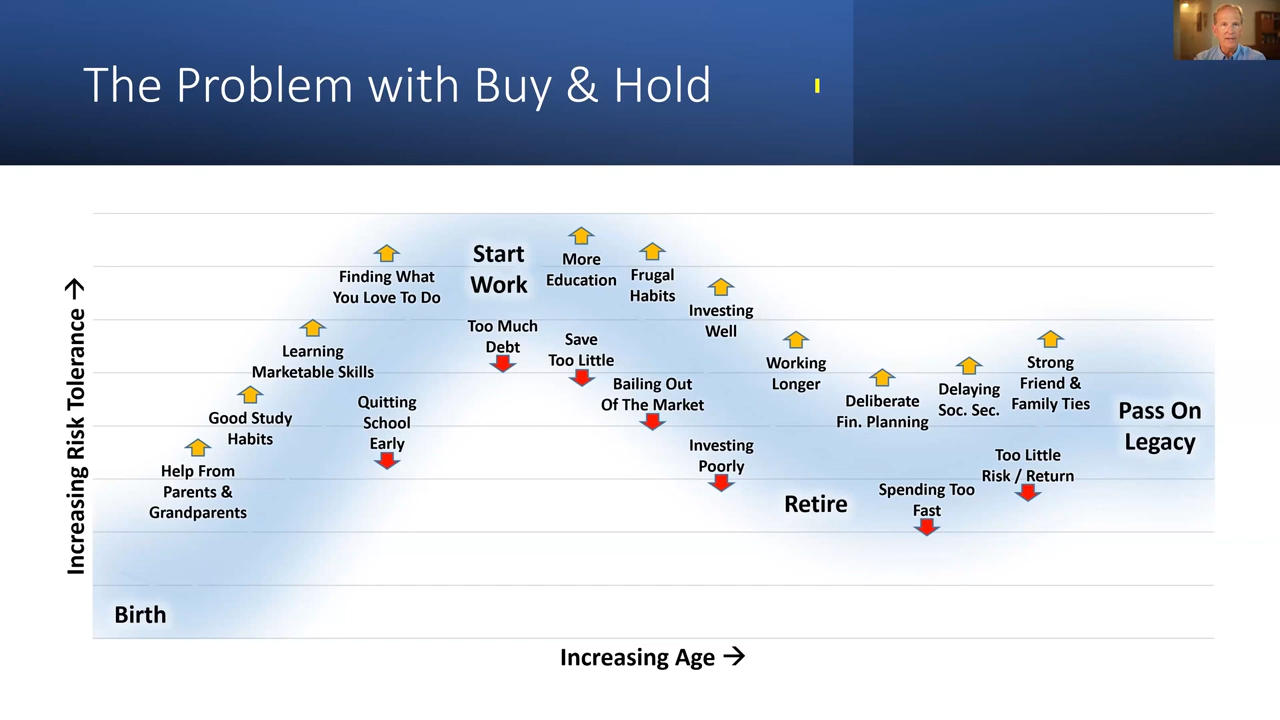 The Problem with Buy & Hold
Increasing Risk Tolerance →
Finding What
You Love To Do
Start
Work
More
Education
Frugal
Habits
Investing
Well
Learning
Marketable Skills
Too Much
Debt
Save
Too Little
Bailing Out
Of The Market
Working
Longer
Deliberate
Fin. Planning
Delaying
Soc. Sec.
Strong
Friend &
Family Ties
Pass On
Legacy
Good Study
Habits
Quitting
School
Early
Investing
Poorly
Help From
Parents &
Grandparents
Retire
Spending Too
Fast
Too Little
Risk / Return
Birth
Increasing Age →